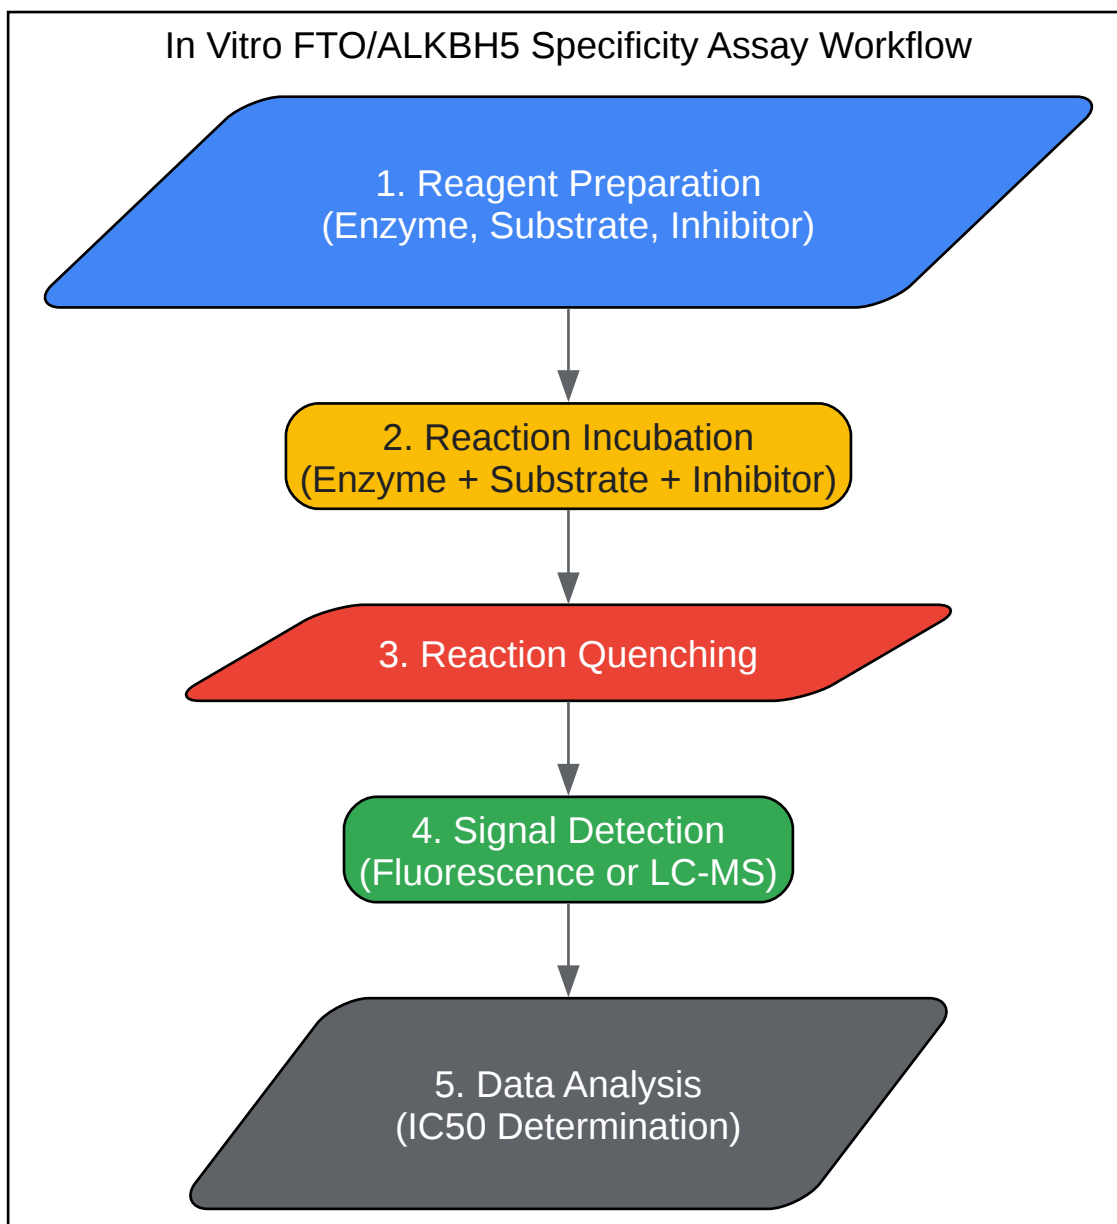 In Vitro FTO/ALKBH5 Specificity Assay Workflow
1. Reagent Preparation
(Enzyme, Substrate, Inhibitor)
2. Reaction Incubation
(Enzyme + Substrate + Inhibitor)
3. Reaction Quenching
4. Signal Detection
(Fluorescence or LC-MS)
5. Data Analysis
(IC50 Determination)